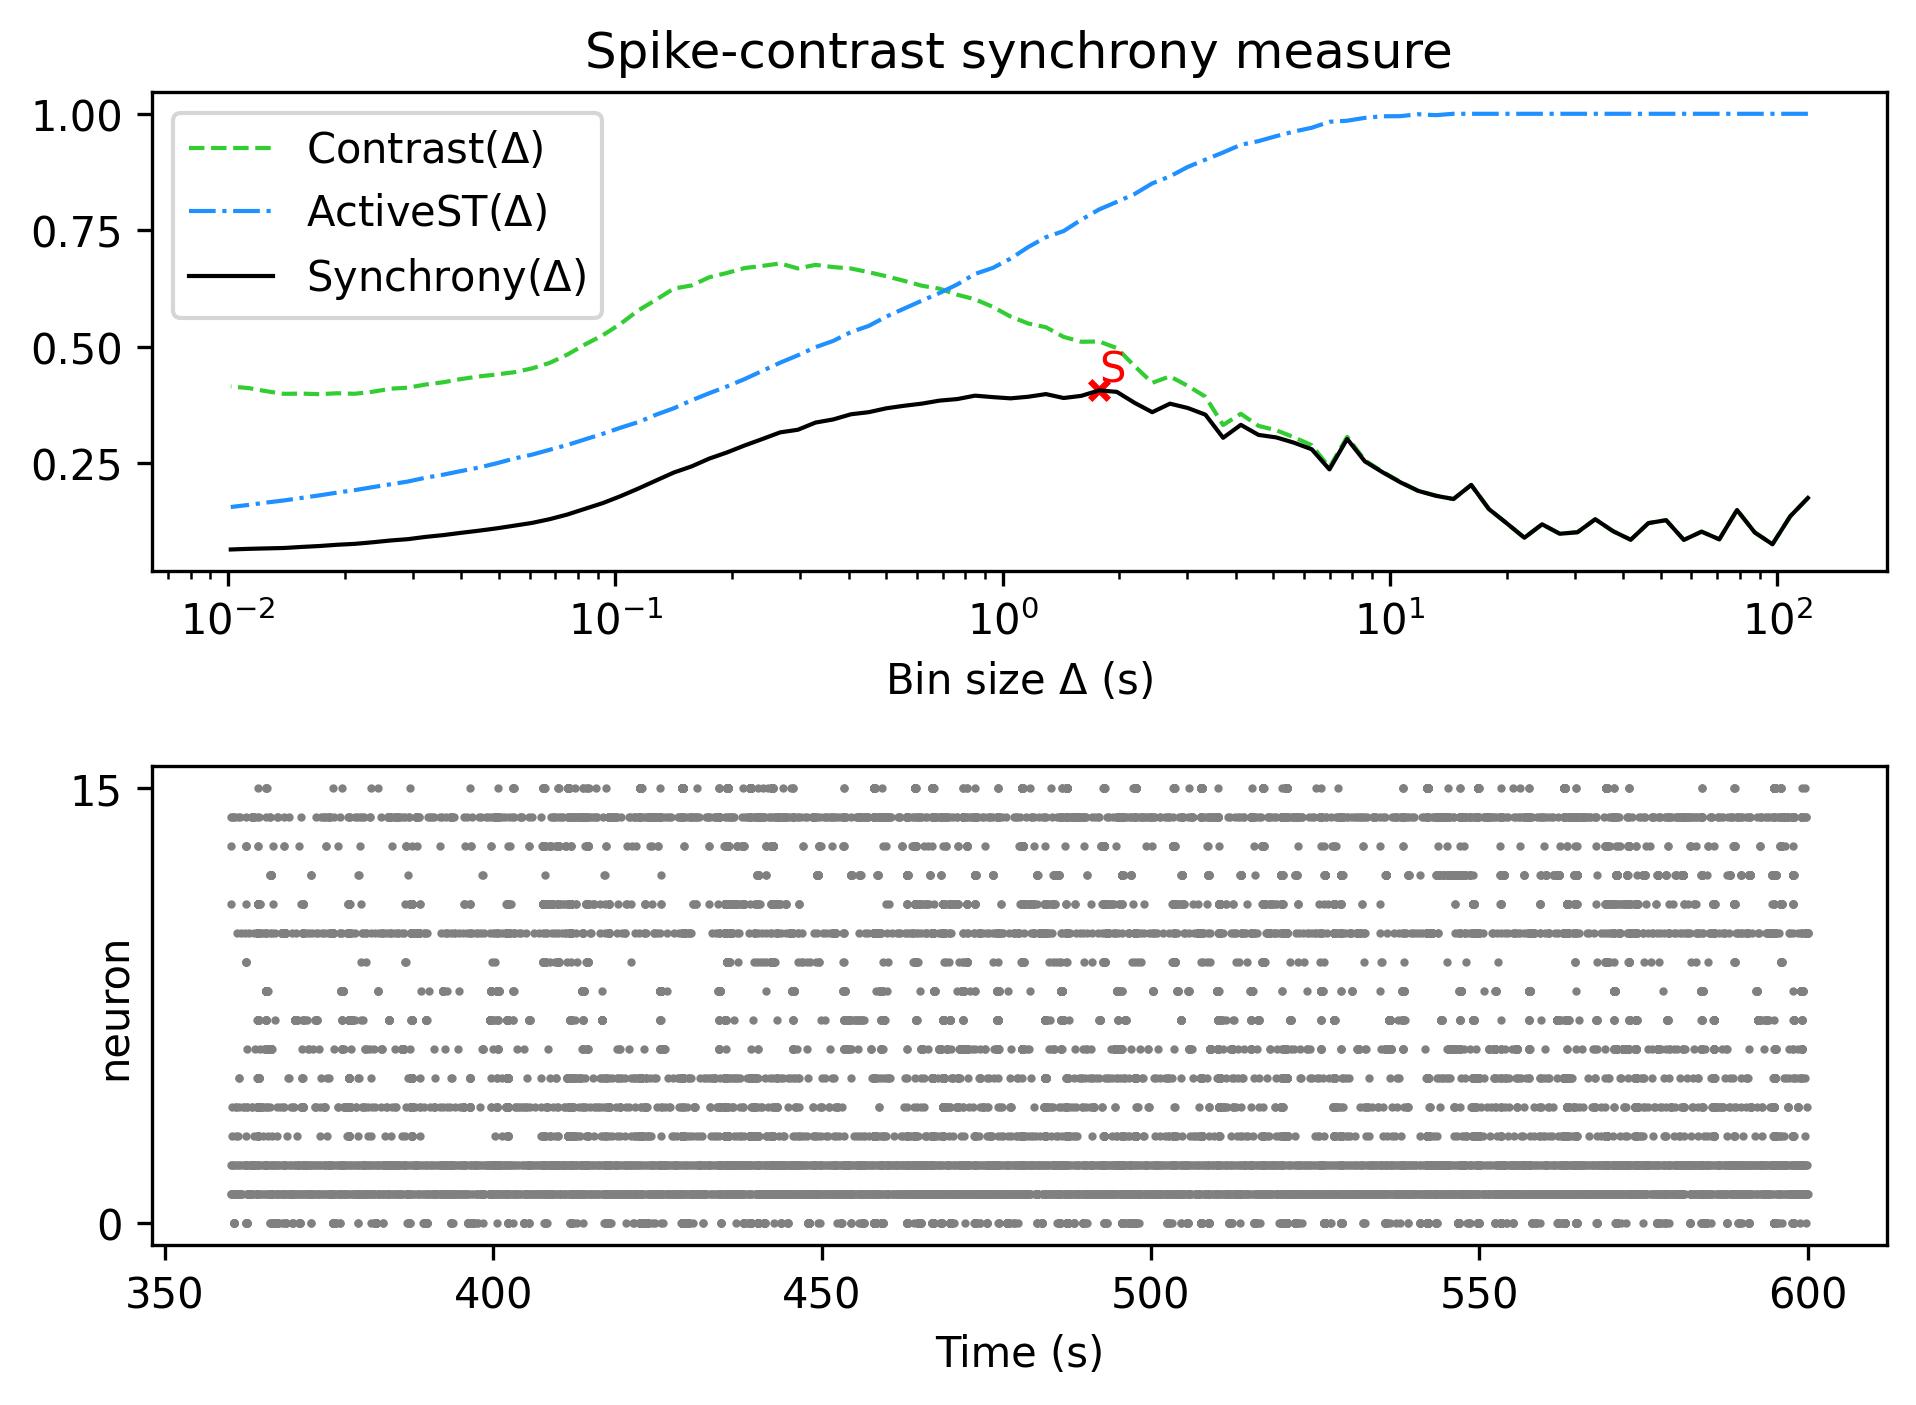 Spike-contrast synchrony measure
1.00
0.75
0.50
0.25
Contrast(Δ)
ActiveST(Δ)
Synchrony(Δ)
S
10⁻² 10⁻¹ 10⁰ 10¹ 10²
Bin size Δ (s)
15
0
neuron
350 400 450 500 550 600
Time (s)